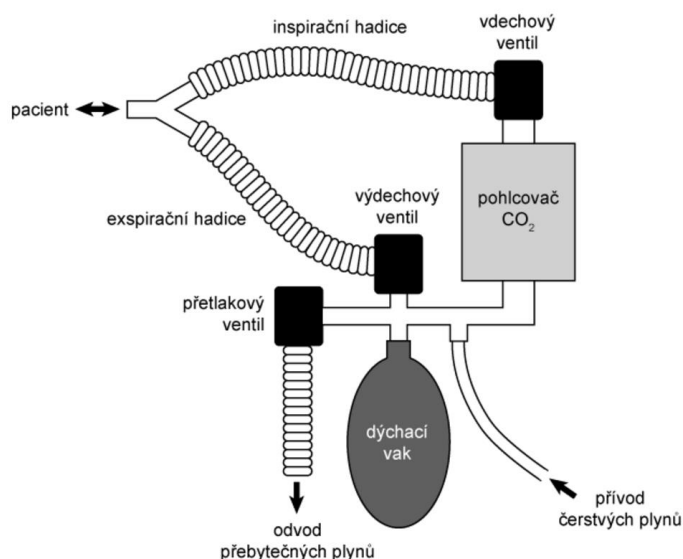 inspirační hadice
vdechový
ventil
pacient
pohlcovač
CO₂
exspirační hadice
výdechový
ventil
přetlakový
ventil
dýchací
vak
přívod
čerstvých plynů
odvod
přebytečných plynů